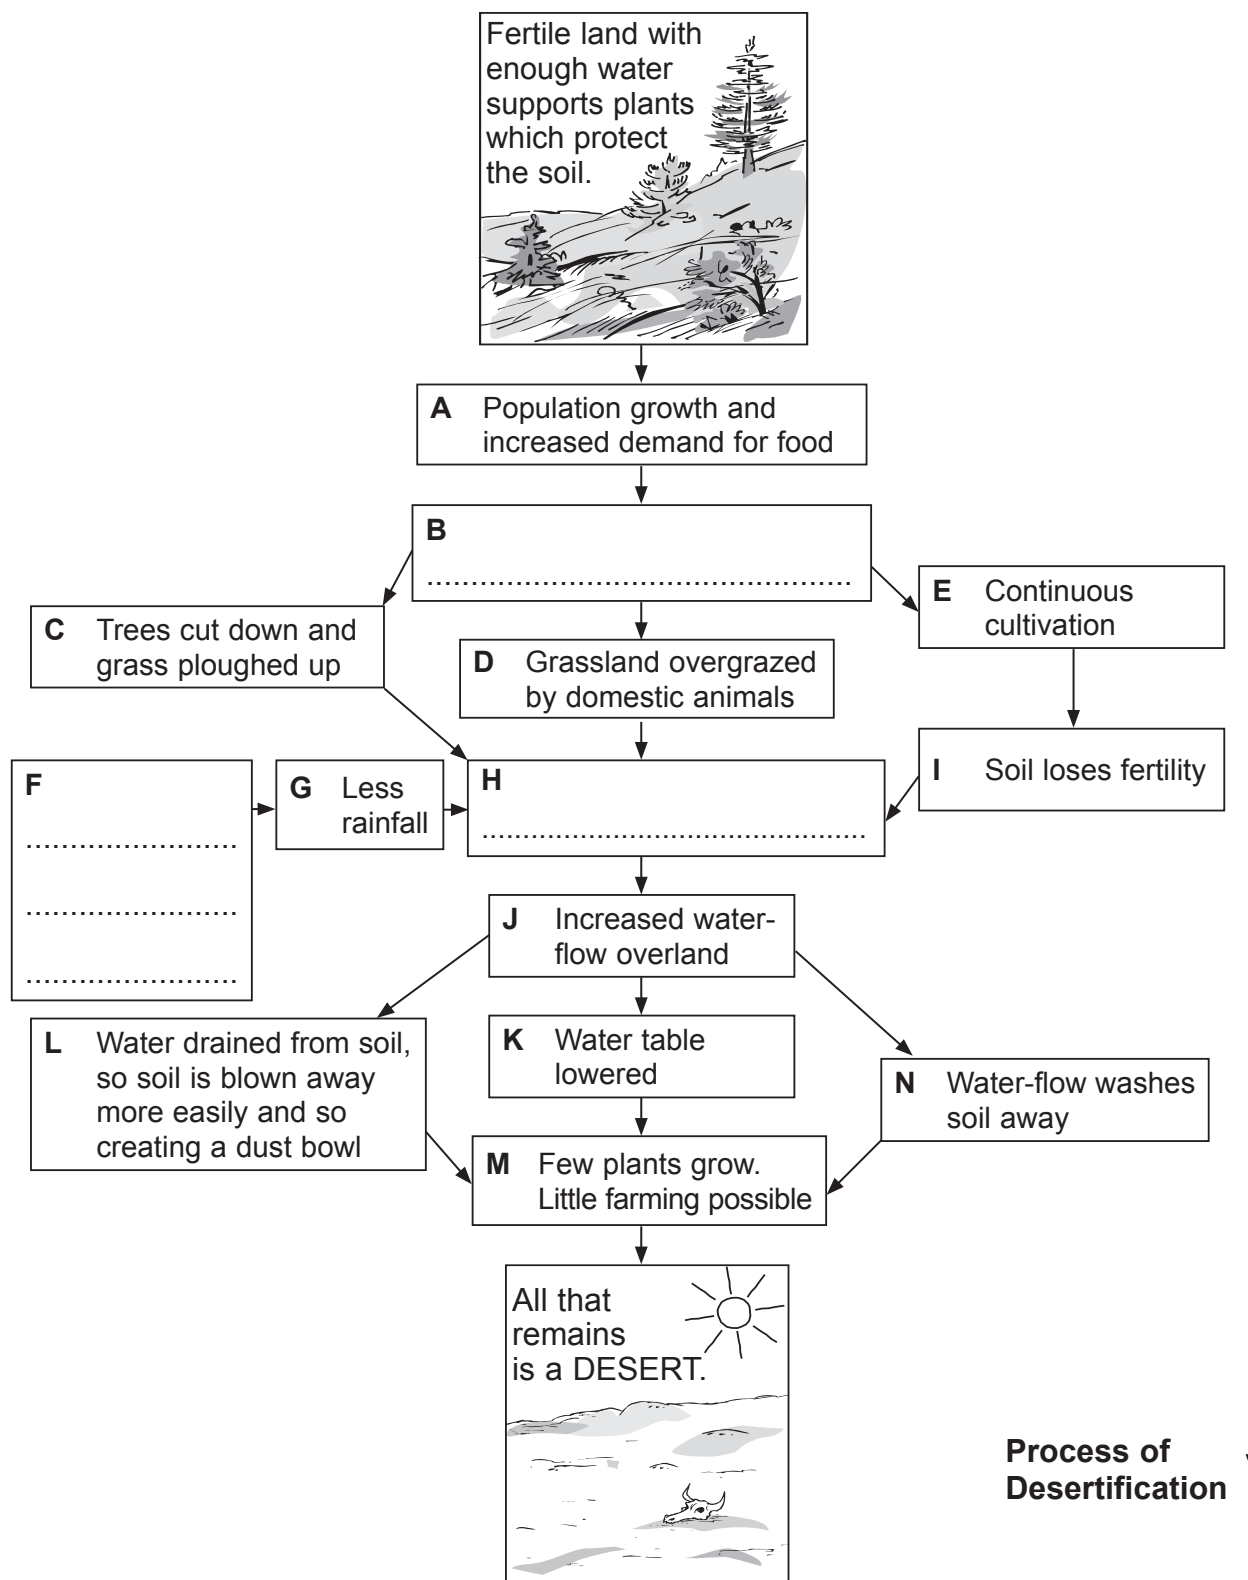 Fertile land with
enough water
supports plants
which protect
the soil.
A Population growth and
increased demand for food
B
................................................
C Trees cut down and
grass ploughed up
D Grassland overgrazed
by domestic animals
E Continuous
cultivation
F
........................
........................
........................
G Less
rainfall
H
............................................
I Soil loses fertility
J Increased water-
flow overland
L Water drained from soil,
so soil is blown away
more easily and so
creating a dust bowl
K Water table
lowered
N Water-flow washes
soil away
M Few plants grow.
Little farming possible
All that
remains
is a DESERT.
Process of
Desertification